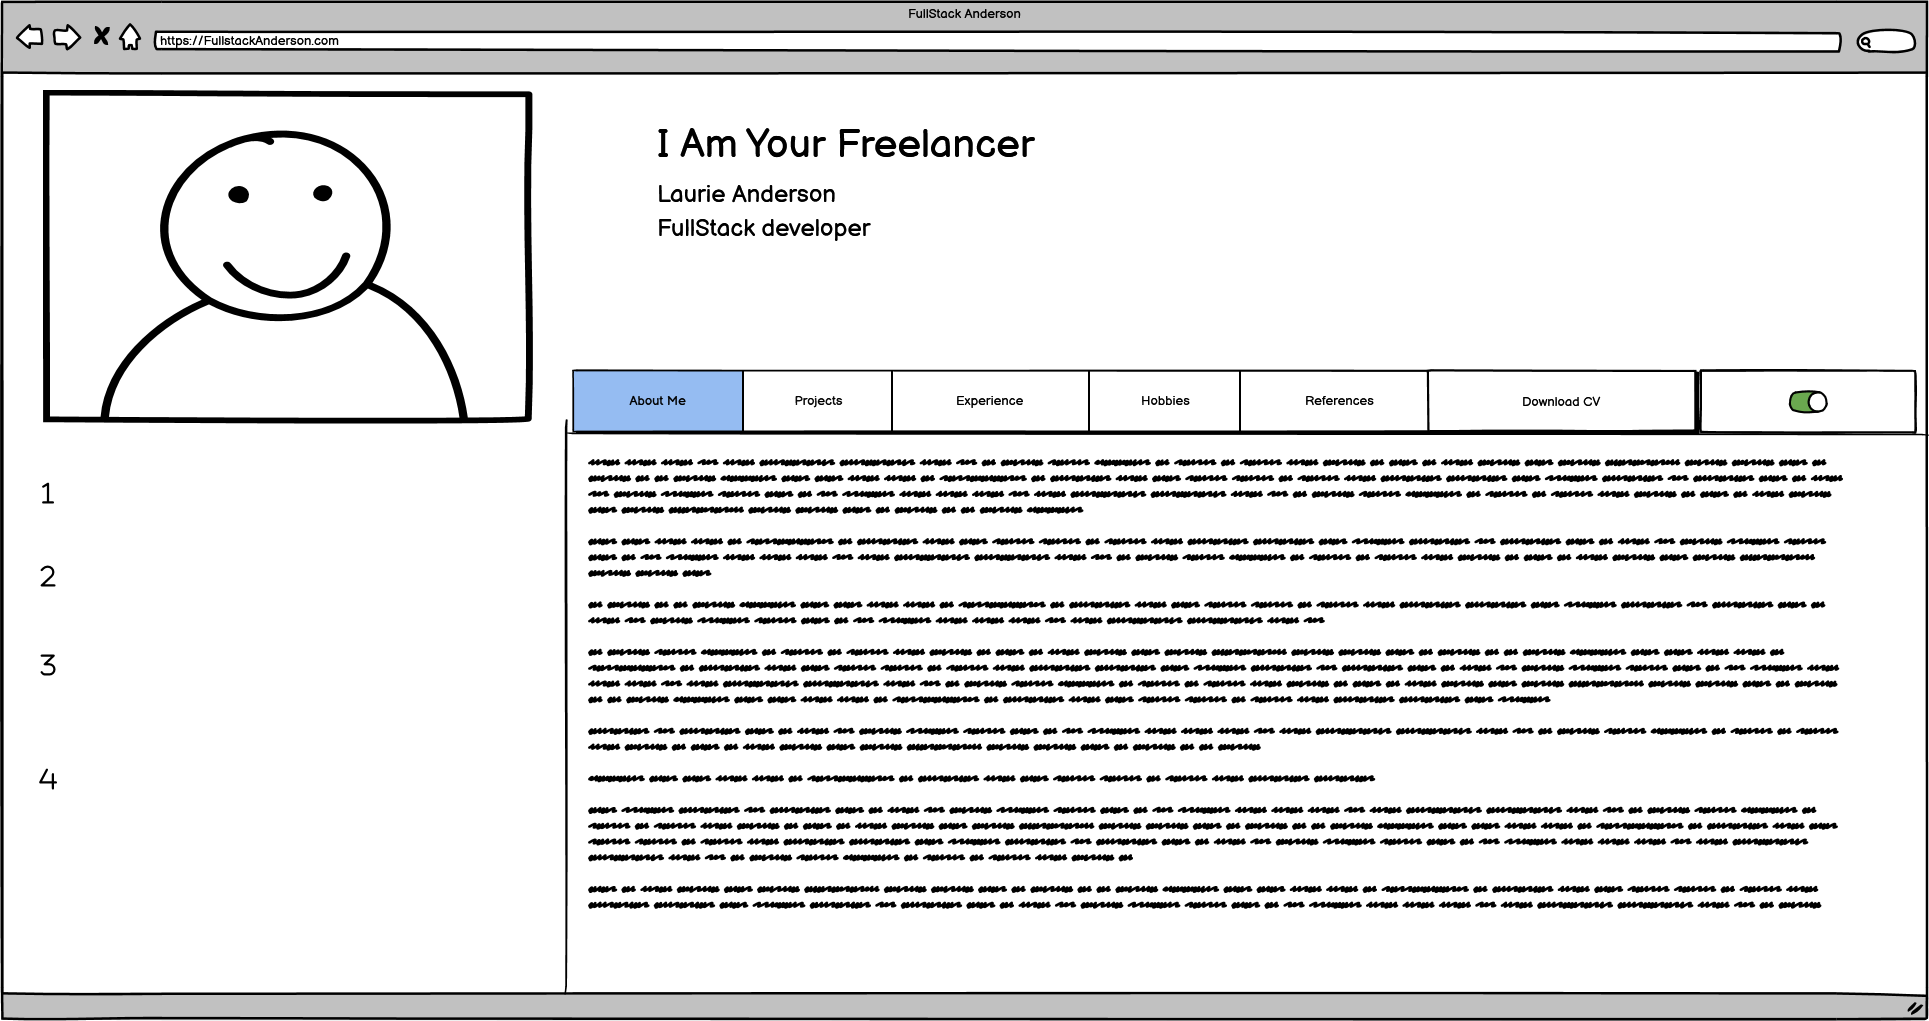 FullStack Anderson
https://FullstackAnderson.com
I Am Your Freelancer
Laurie Anderson
FullStack developer
About Me
Projects
Experience
Hobbies
References
Download CV
1
2
3
4